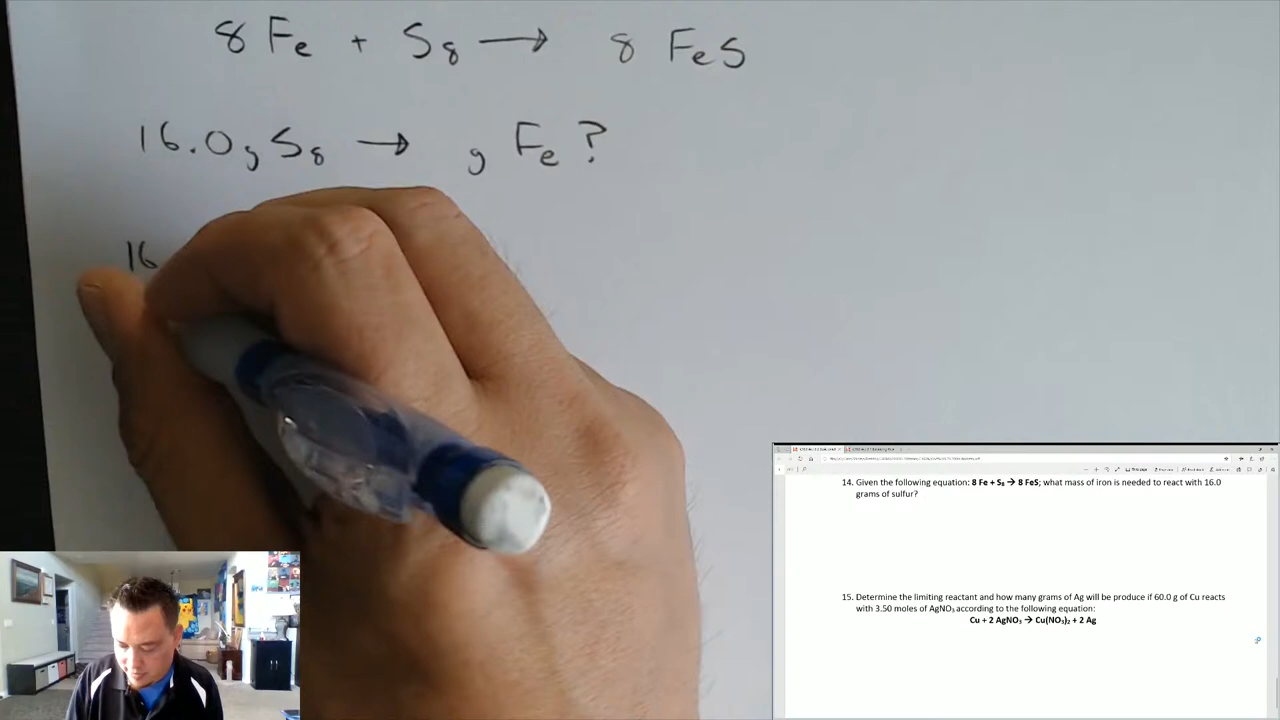 8 Fe + S₈ → 8 FeS
16.0 g S₈ → g Fe?
16
14. Given the following equation: 8 Fe + S₈ → 8 FeS; what mass of iron is needed to react with 16.0
grams of sulfur?
15. Determine the limiting reactant and how many grams of Ag will be produce if 60.0 g of Cu reacts
with 3.50 moles of AgNO₃ according to the following equation:
Cu + 2 AgNO₃ → Cu(NO₃)₂ + 2 Ag